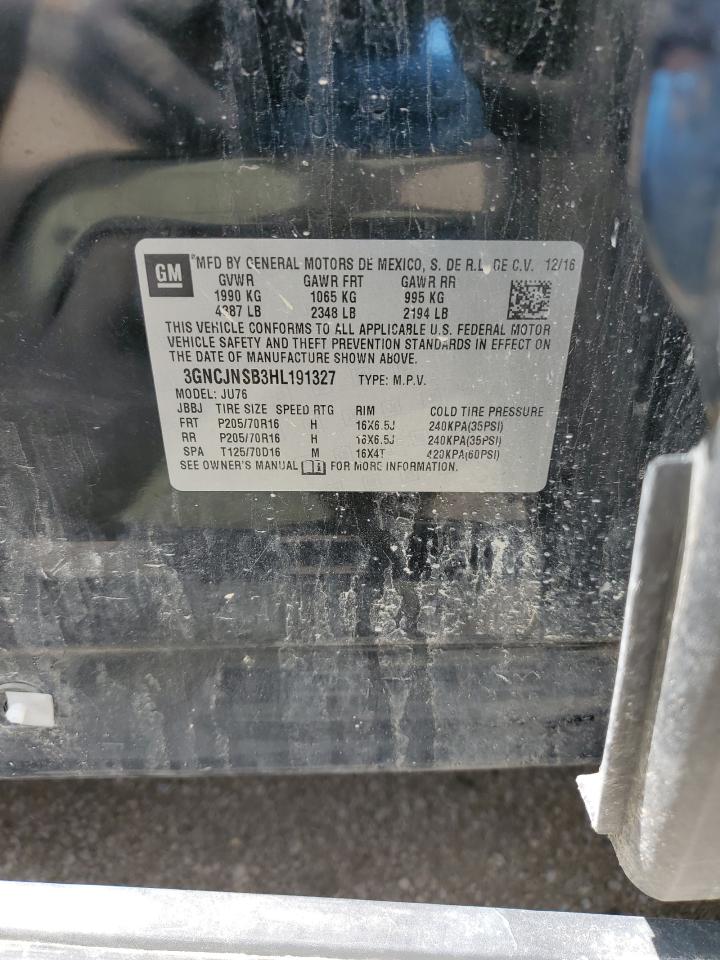 GM
*MFD BY GENERAL MOTORS DE MEXICO, S. DE R.L. DE C.V. 12/16
GVWR GAWR FRT GAWR RR
1990 KG 1065 KG 995 KG
4387 LB 2348 LB 2194 LB
THIS VEHICLE CONFORMS TO ALL APPLICABLE U.S. FEDERAL MOTOR
VEHICLE SAFETY AND THEFT PREVENTION STANDARDS IN EFFECT ON
THE DATE OF MANUFACTURE SHOWN ABOVE.
3GNCJNSB3HL191327 TYPE: M.P.V.
MODEL: JU76
JBBJ TIRE SIZE SPEED RTG RIM COLD TIRE PRESSURE
FRT P205/70R16 H 16X6.5J 240KPA(35PSI)
RR P205/70R16 H 16X6.5J 240KPA(35PSI)
SPA T125/70D16 M 16X4T 420KPA(60PSI)
SEE OWNER'S MANUAL FOR MORE INFORMATION.